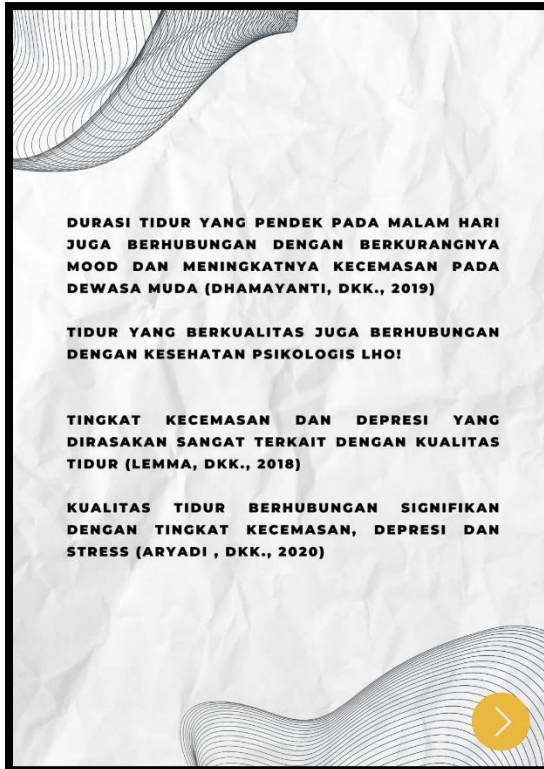 DURASI TIDUR YANG PENDEK PADA MALAM HARI
JUGA BERHUBUNGAN DENGAN BERKURANGNYA
MOOD DAN MENINGKATNYA KECEMASAN PADA
DEWASA MUDA (DHAMAYANTI, DKK., 2019)
TIDUR YANG BERKUALITAS JUGA BERHUBUNGAN
DENGAN KESEHATAN PSIKOLOGIS LHO!
TINGKAT KECEMASAN DAN DEPRESI YANG
DIRASAKAN SANGAT TERKAIT DENGAN KUALITAS
TIDUR (LEMMA, DKK., 2018)
KUALITAS TIDUR BERHUBUNGAN SIGNIFIKAN
DENGAN TINGKAT KECEMASAN, DEPRESI DAN
STRESS (ARYADI , DKK., 2020)